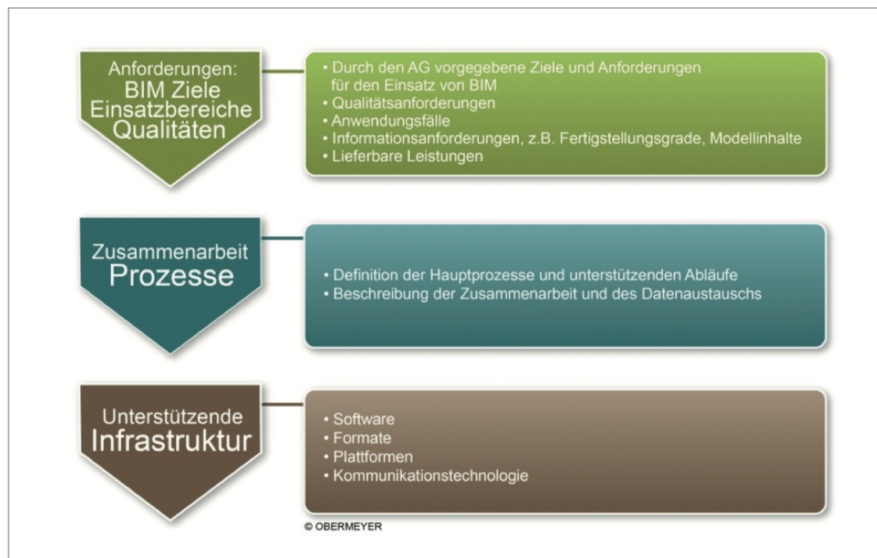 Anforderungen:
BIM Ziele
Einsatzbereiche
Qualitäten
• Durch den AG vorgegebene Ziele und Anforderungen
für den Einsatz von BIM
• Qualitätsanforderungen
• Anwendungsfälle
• Informationsanforderungen, z.B. Fertigstellungsgrade, Modellinhalte
• Lieferbare Leistungen
Zusammenarbeit
Prozesse
• Definition der Hauptprozesse und unterstützenden Abläufe
• Beschreibung der Zusammenarbeit und des Datenaustauschs
Unterstützende
Infrastruktur
• Software
• Formate
• Plattformen
• Kommunikationstechnologie
© OBERMEYER